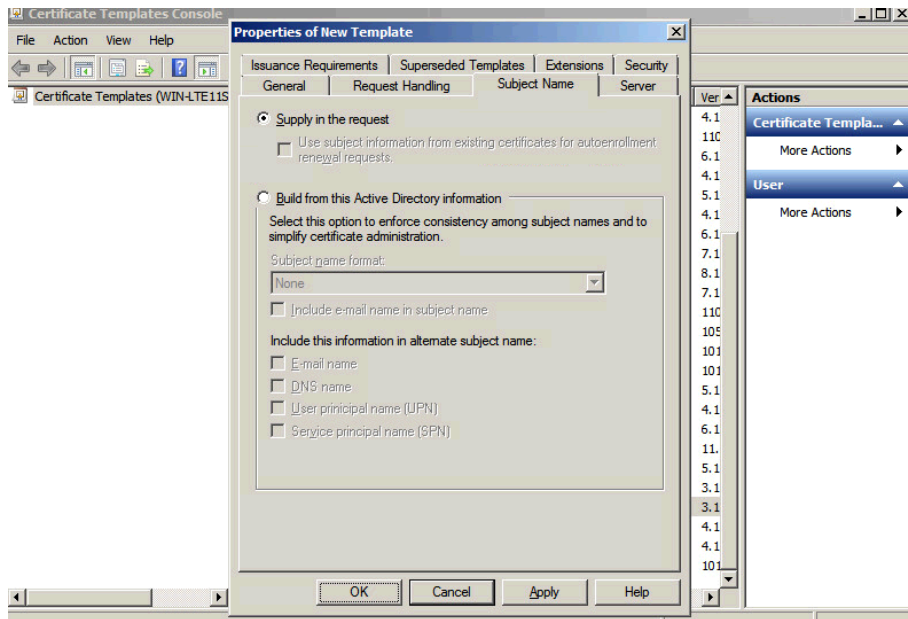 Certificate Templates Console
File Action View Help
Certificate Templates (WIN-LTE11S
Properties of New Template
Issuance Requirements Superseded Templates Extensions Security
General Request Handling Subject Name Server
Supply in the request
Use subject information from existing certificates for autoenrollment
renewal requests.
Build from this Active Directory information
Select this option to enforce consistency among subject names and to
simplify certificate administration.
Subject name format:
None
Include e-mail name in subject name
Include this information in alternate subject name:
E-mail name
DNS name
User prinicipal name (UPN)
Service principal name (SPN)
OK Cancel Apply Help
Ver
4.1
110
6.1
4.1
5.1
4.1
6.1
7.1
8.1
7.1
110
105
101
101
5.1
4.1
6.1
11.
5.1
3.1
3.1
4.1
4.1
101
Actions
Certificate Templa...
More Actions
User
More Actions